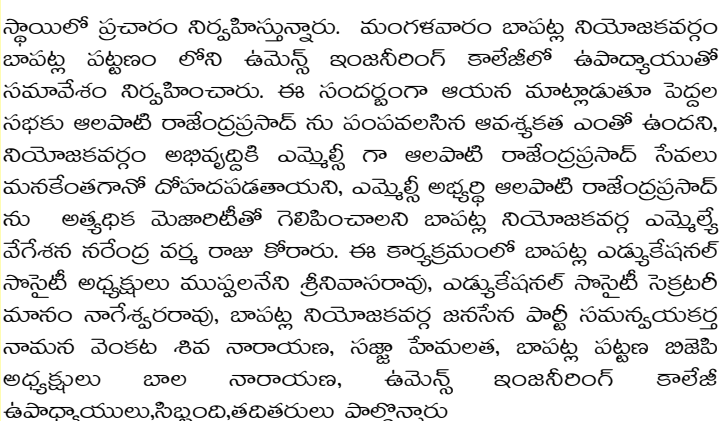 స్థాయిలో ప్రచారం నిర్వహిస్తున్నారు. మంగళవారం బాపట్ల నియోజకవర్గం
బాపట్ల పట్టణం లోని ఉమెన్స్ ఇంజనీరింగ్ కాలేజీలో ఉపాద్యాయుతో
సమావేశం నిర్వహించారు. ఈ సందర్భంగా ఆయన మాట్లాడుతూ పెద్దల
సభకు ఆలపాటి రాజేంద్రప్రసాద్ ను పంపవలసిన ఆవశ్యకత ఎంతో ఉందని,
నియోజకవర్గం అభివృద్దికి ఎమ్మెల్సీ గా ఆలపాటి రాజేంద్రప్రసాద్ సేవలు
మనకేంతగానో దోహదపడతాయని, ఎమ్మెల్సీ అభ్యర్థి ఆలపాటి రాజేంద్రప్రసాద్
ను అత్యధిక మెజారిటీతో గెలిపించాలని బాపట్ల నియోజకవర్గ ఎమ్మెల్యే
వేగేశన నరేంద్ర వర్మ రాజు కోరారు. ఈ కార్యక్రమంలో బాపట్ల ఎడ్యుకేషనల్
సొసైటీ అధ్యక్షులు ముప్పలనేని శ్రీనివాసరావు, ఎడ్యుకేషనల్ సొసైటీ సెక్రటరీ
మానం నాగేశ్వరరావు, బాపట్ల నియోజకవర్గ జనసేన పార్టీ సమన్వయకర్త
నామన వెంకట శివ నారాయణ, సజ్జా హేమలత, బాపట్ల పట్టణ బిజెపి
అధ్యక్షులు బాల నారాయణ, ఉమెన్స్ ఇంజనీరింగ్ కాలేజీ
ఉపాధ్యాయులు,సిబ్బంది,తదితరులు పాల్గొన్నారు